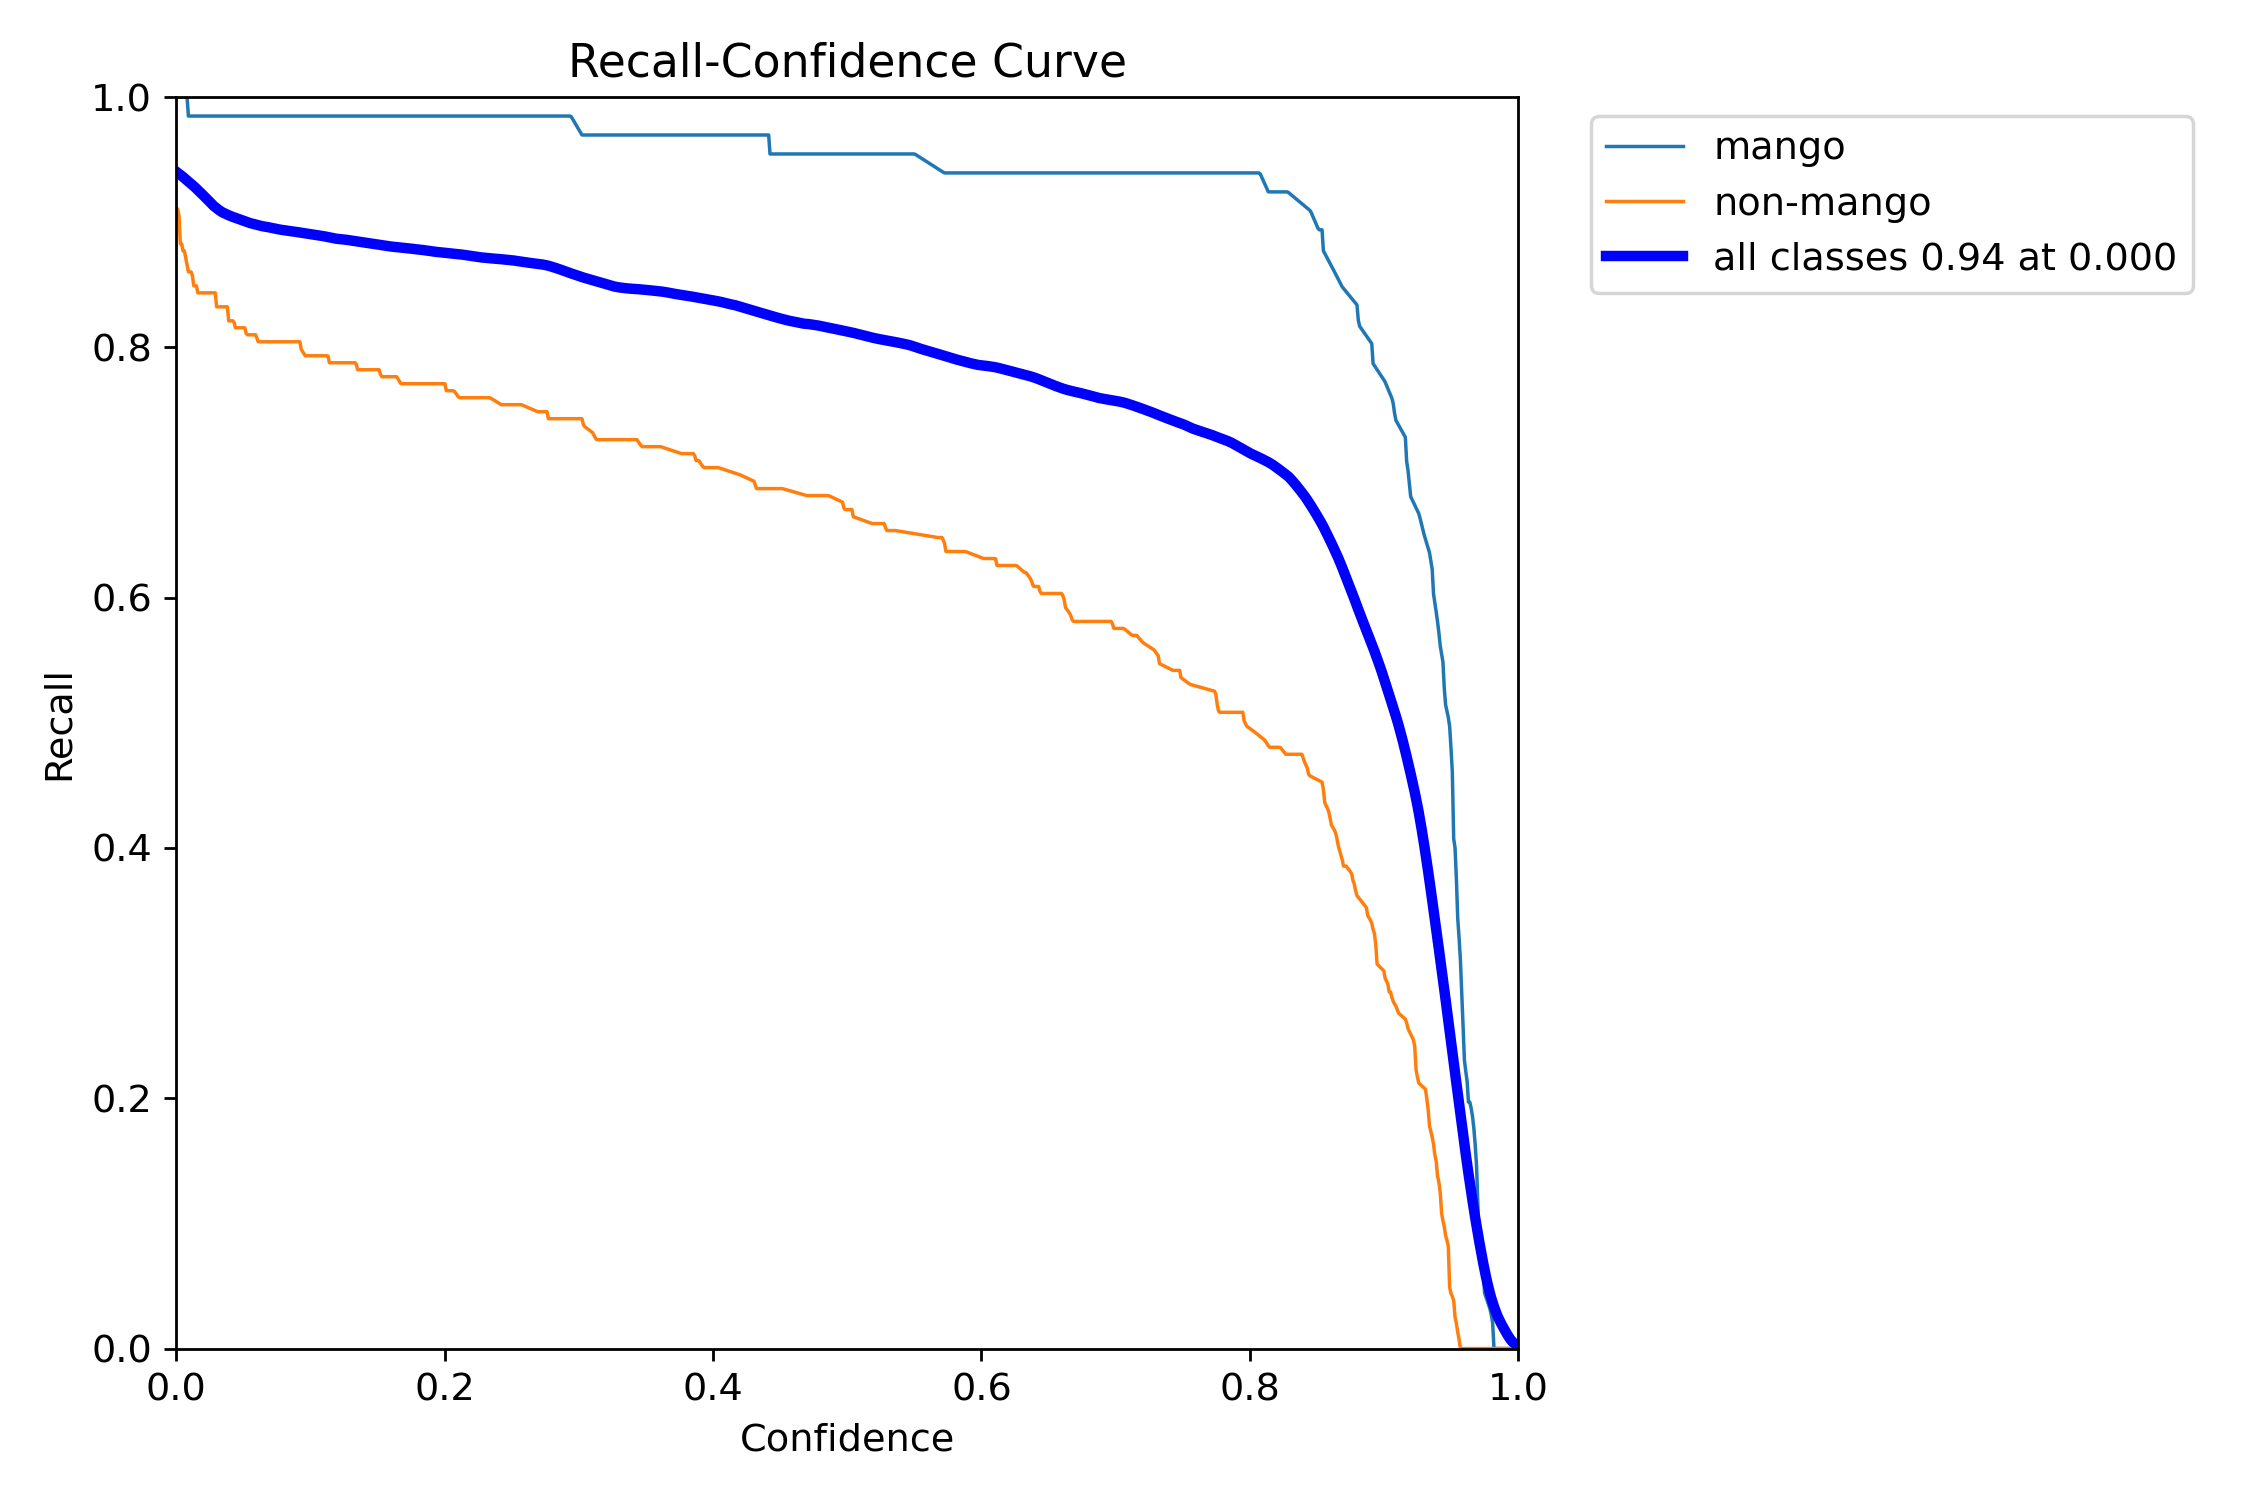 Recall-Confidence Curve
1.0
0.8
0.6
0.4
0.2
0.0
Recall
0.0 0.2 0.4 0.6 0.8 1.0
Confidence
mango
non-mango
all classes 0.94 at 0.000